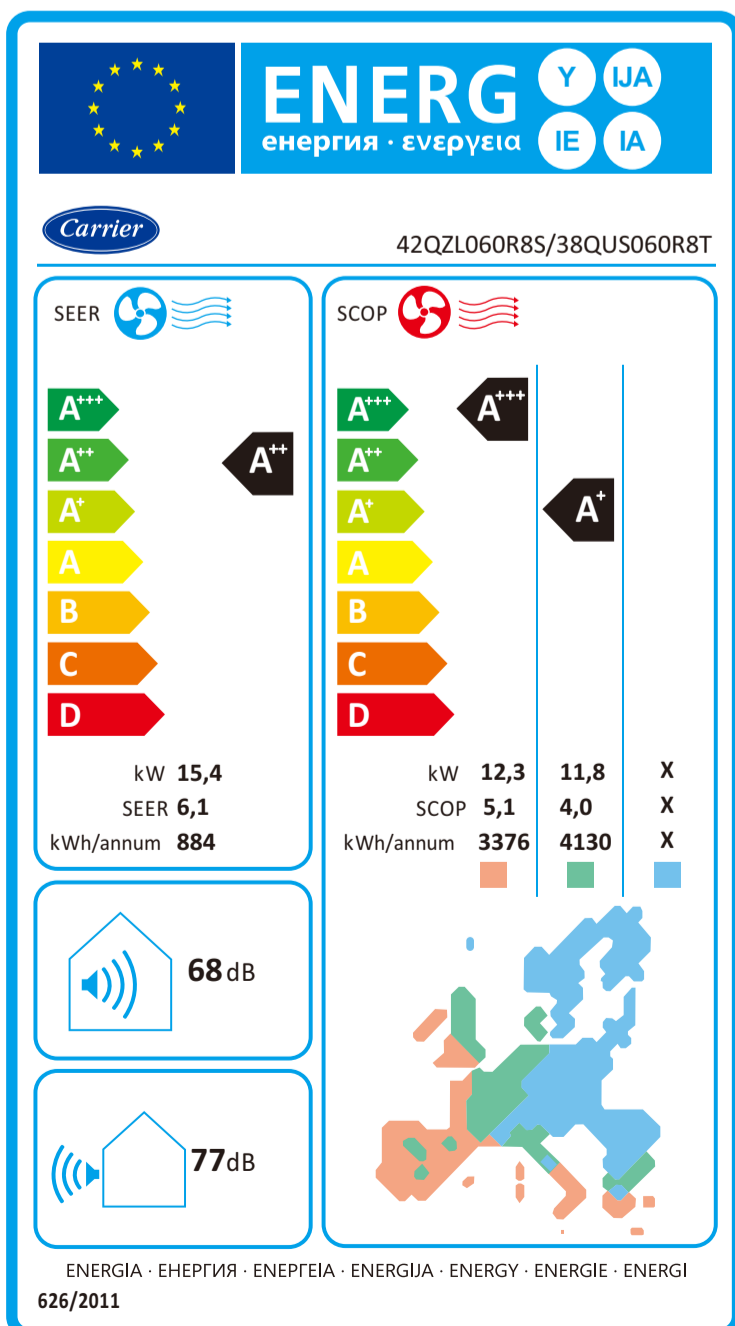 ENERG
енергия · ενεργεια
Y IJA
IE IA
Carrier
42QZL060R8S/38QUS060R8T
SEER
A+++
A++
A+
A
B
C
D
A++
kW 15,4
SEER 6,1
kWh/annum 884
SCOP
A+++
A++
A+
A
B
C
D
A+++
A+
kW 12,3 11,8 X
SCOP 5,1 4,0 X
kWh/annum 3376 4130 X
68 dB
77 dB
ENERGIA · ЕНЕРГИЯ · ΕΝΕΡΓΕΙΑ · ENERGIJA · ENERGY · ENERGIE · ENERGI
626/2011